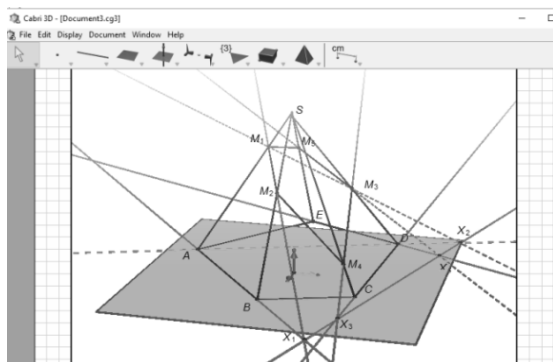 Cabri 3D - [Document3.cg3]
File Edit Display Document Window Help
{3}
cm
S
M1 M5
M2
M3
E
A
D
X2
M4
X
B
C
X1
X3